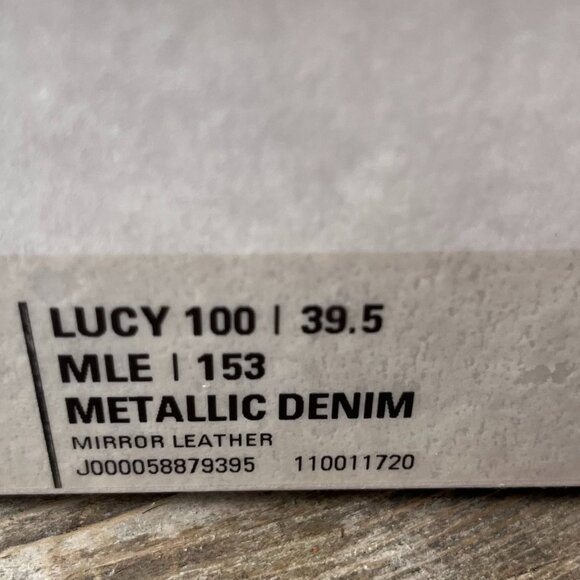 LUCY 100 | 39.5
MLE | 153
METALLIC DENIM
MIRROR LEATHER
J000058879395 110011720